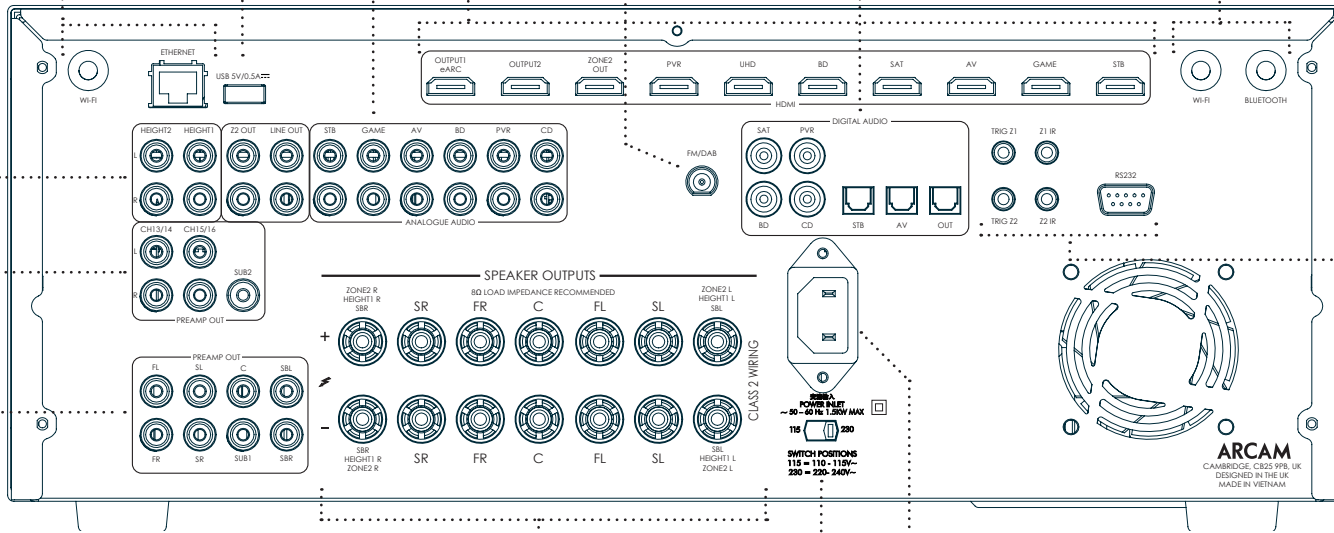 ETHERNET
USB 5V/0.5A
WI-FI
OUTPUT1
eARC
OUTPUT2
ZONE2
OUT
PVR
UHD
BD
SAT
AV
GAME
STB
HDMI
WI-FI
BLUETOOTH
HEIGHT2
HEIGHT1
Z2 OUT
LINE OUT
STB
GAME
AV
BD
PVR
CD
L
R
ANALOGUE AUDIO
FM/DAB
DIGITAL AUDIO
SAT
PVR
BD
CD
STB
AV
OUT
TRIG Z1
Z1 IR
TRIG Z2
Z2 IR
RS232
CH13/14
CH15/16
L
R
SUB2
PREAMP OUT
PREAMP OUT
FL
SL
C
SBL
FR
SR
SUB1
SBR
SPEAKER OUTPUTS
8Ω LOAD IMPEDANCE RECOMMENDED
ZONE2 R
HEIGHT1 R
SBR
SR
FR
C
FL
SL
ZONE2 L
HEIGHT1 L
SBL
+
−
SBR
HEIGHT1 R
ZONE2 R
SR
FR
C
FL
SL
SBL
HEIGHT1 L
ZONE2 L
CLASS 2 WIRING
POWER INLET
~ 50 – 60 Hz 1.5KW MAX
115
230
SWITCH POSITIONS
115 = 110 - 115V~
230 = 220- 240V~
ARCAM
CAMBRIDGE, CB25 9PB, UK
DESIGNED IN THE UK
MADE IN VIETNAM